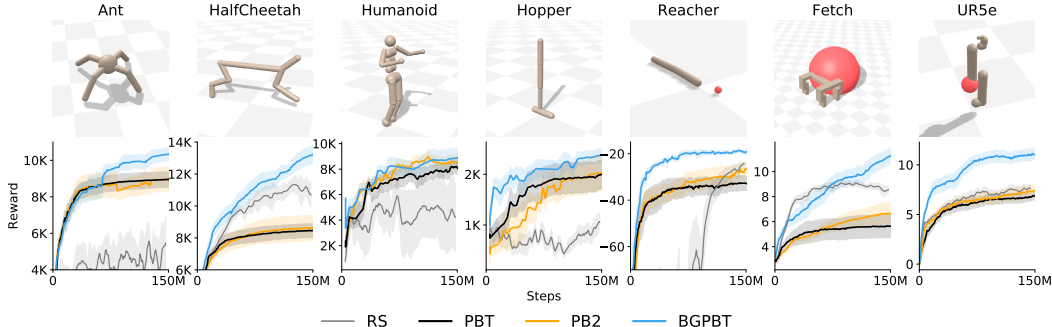 Ant HalfCheetah Humanoid Hopper Reacher Fetch UR5e
Reward
10K
8K
6K
4K
0 150M
14K
12K
10K
8K
6K
0 150M
10K
8K
6K
4K
2K
0 150M
2K
1K
0 150M
−20
−40
−60
0 150M
10
8
6
4
0 150M
10
5
0
0 150M
Steps
RS PBT PB2 BGPBT